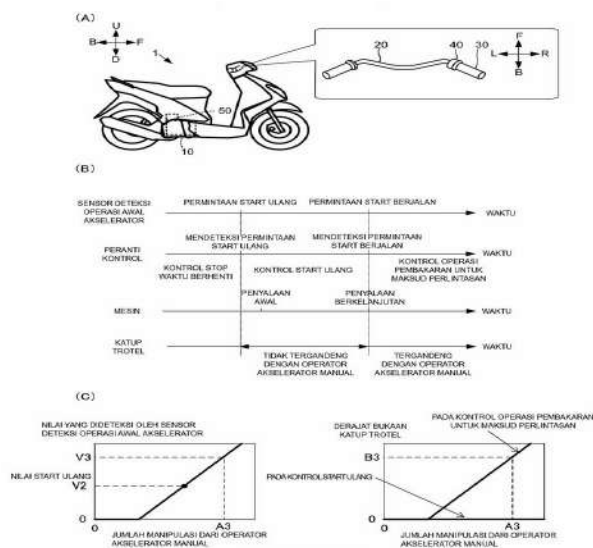 (A)
U
B
F
D
1
50
10
20
40
30
F
L
R
B
(B)
SENSOR DETEKSI
OPERASI AWAL
AKSELERATOR
PERMINTAAN START ULANG
PERMINTAAN START BERJALAN
WAKTU
PERANTI
KONTROL
MENDETEKSI PERMINTAAN
START ULANG
MENDETEKSI PERMINTAAN
START BERJALAN
WAKTU
KONTROL STOP
WAKTU BERHENTI
KONTROL START ULANG
KONTROL OPERASI
PEMBAKARAN UNTUK
MAKSUD PERLINTASAN
MESIN
PENYALAAN
AWAL
PENYALAAN
BERKELANJUTAN
WAKTU
KATUP
TROTEL
WAKTU
TIDAK TERGANDENG
DENGAN OPERATOR
AKSELERATOR MANUAL
TERGANDENG
DENGAN OPERATOR
AKSELERATOR MANUAL
(C)
NILAI YANG DIDETEKSI OLEH SENSOR
DETEKSI OPERASI AWAL AKSELERATOR
V3
NILAI START ULANG
V2
0
0
A3
JUMLAH MANIPULASI DARI OPERATOR
AKSELERATOR MANUAL
DERAJAT BUKAAN
KATUP TROTEL
PADA KONTROL OPERASI PEMBAKARAN
UNTUK MAKSUD PERLINTASAN
B3
PADA KONTROL START ULANG
0
0
A3
JUMLAH MANIPULASI DARI OPERATOR
AKSELERATOR MANUAL